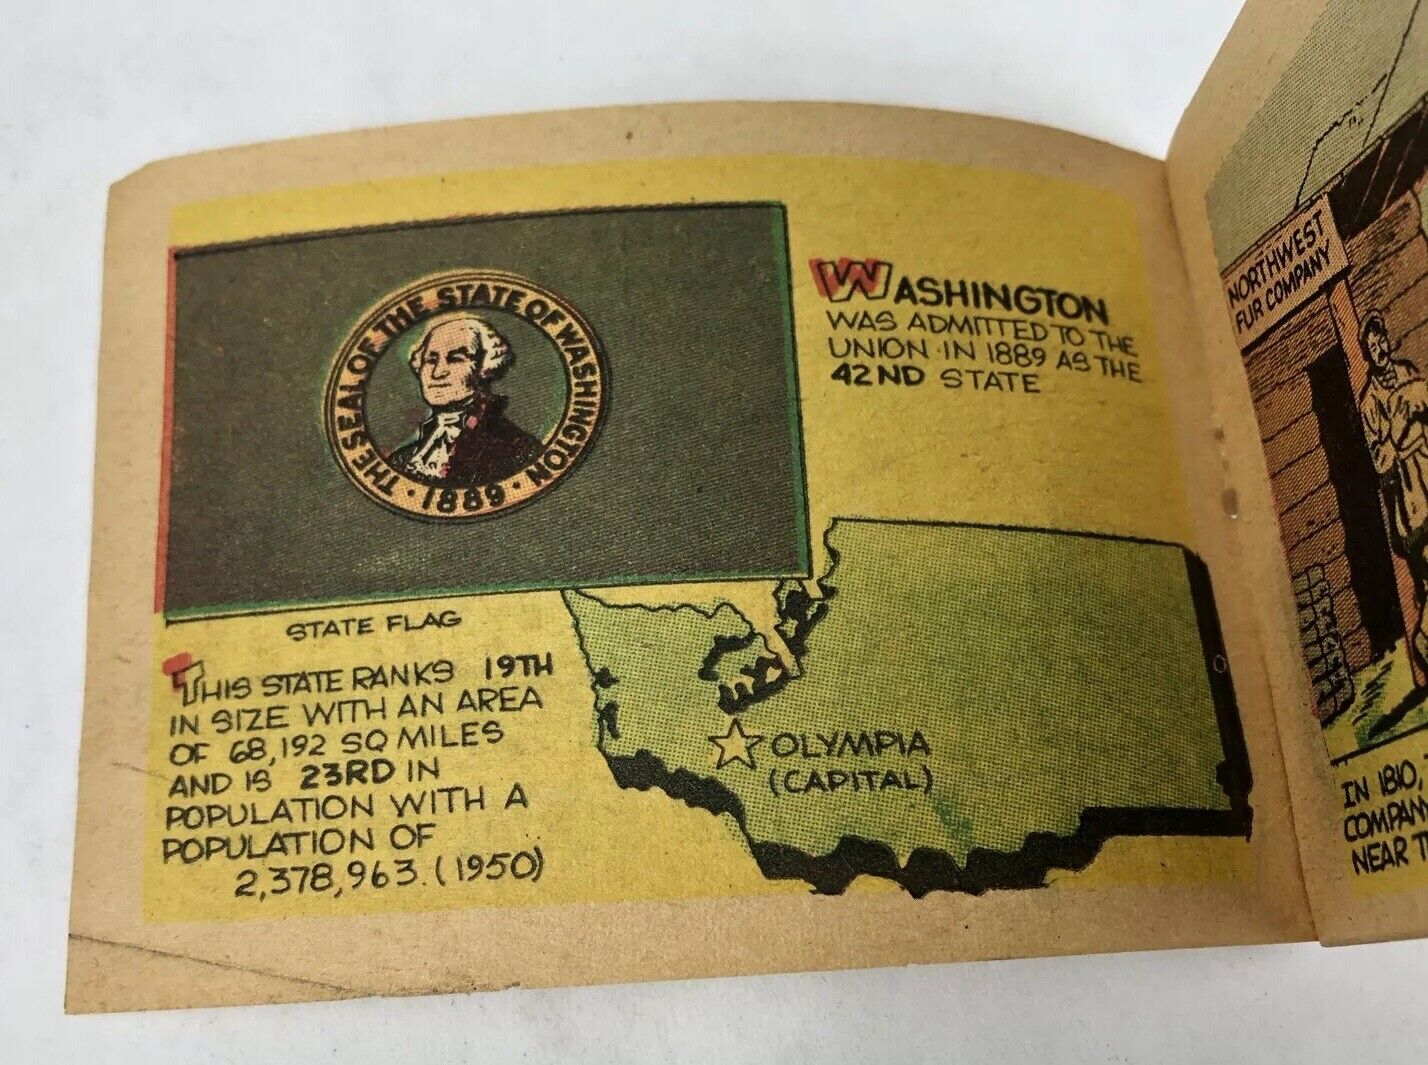 THE SEAL OF THE STATE OF WASHINGTON
· 1889 ·
STATE FLAG
WASHINGTON
WAS ADMITTED TO THE
UNION IN 1889 AS THE
42ND STATE
THIS STATE RANKS 19TH
IN SIZE WITH AN AREA
OF 68,192 SQ MILES
AND IS 23RD IN
POPULATION WITH A
POPULATION OF
2,378,963. (1950)
OLYMPIA
(CAPITAL)
NORTHWEST
FUR COMPANY
IN 1810,
COMPANY
NEAR